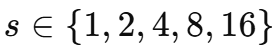 s ∈ {1, 2, 4, 8, 16}